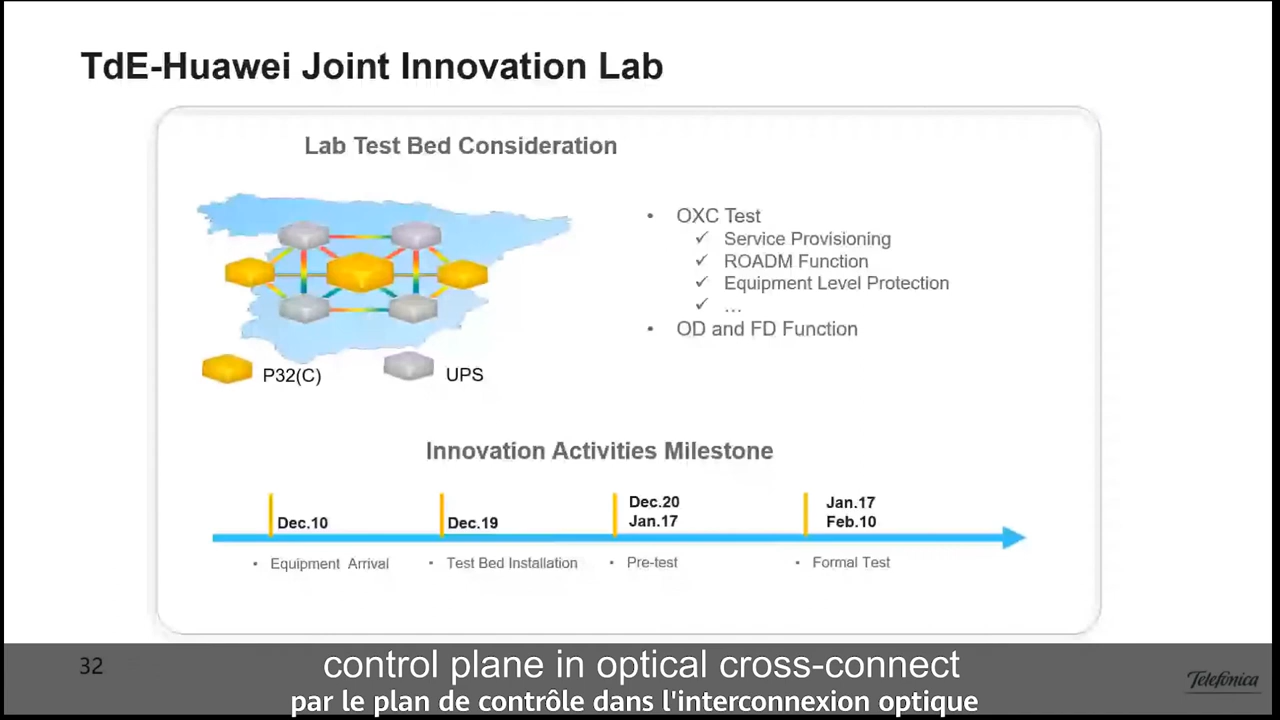 TdE-Huawei Joint Innovation Lab
Lab Test Bed Consideration
• OXC Test
✓ Service Provisioning
✓ ROADM Function
✓ Equipment Level Protection
✓ ...
• OD and FD Function
P32(C)
UPS
Innovation Activities Milestone
Dec.10
Dec.19
Dec.20
Jan.17
Jan.17
Feb.10
• Equipment Arrival
• Test Bed Installation
• Pre-test
• Formal Test
32
control plane in optical cross-connect
par le plan de contrôle dans l'interconnexion optique
Telefónica